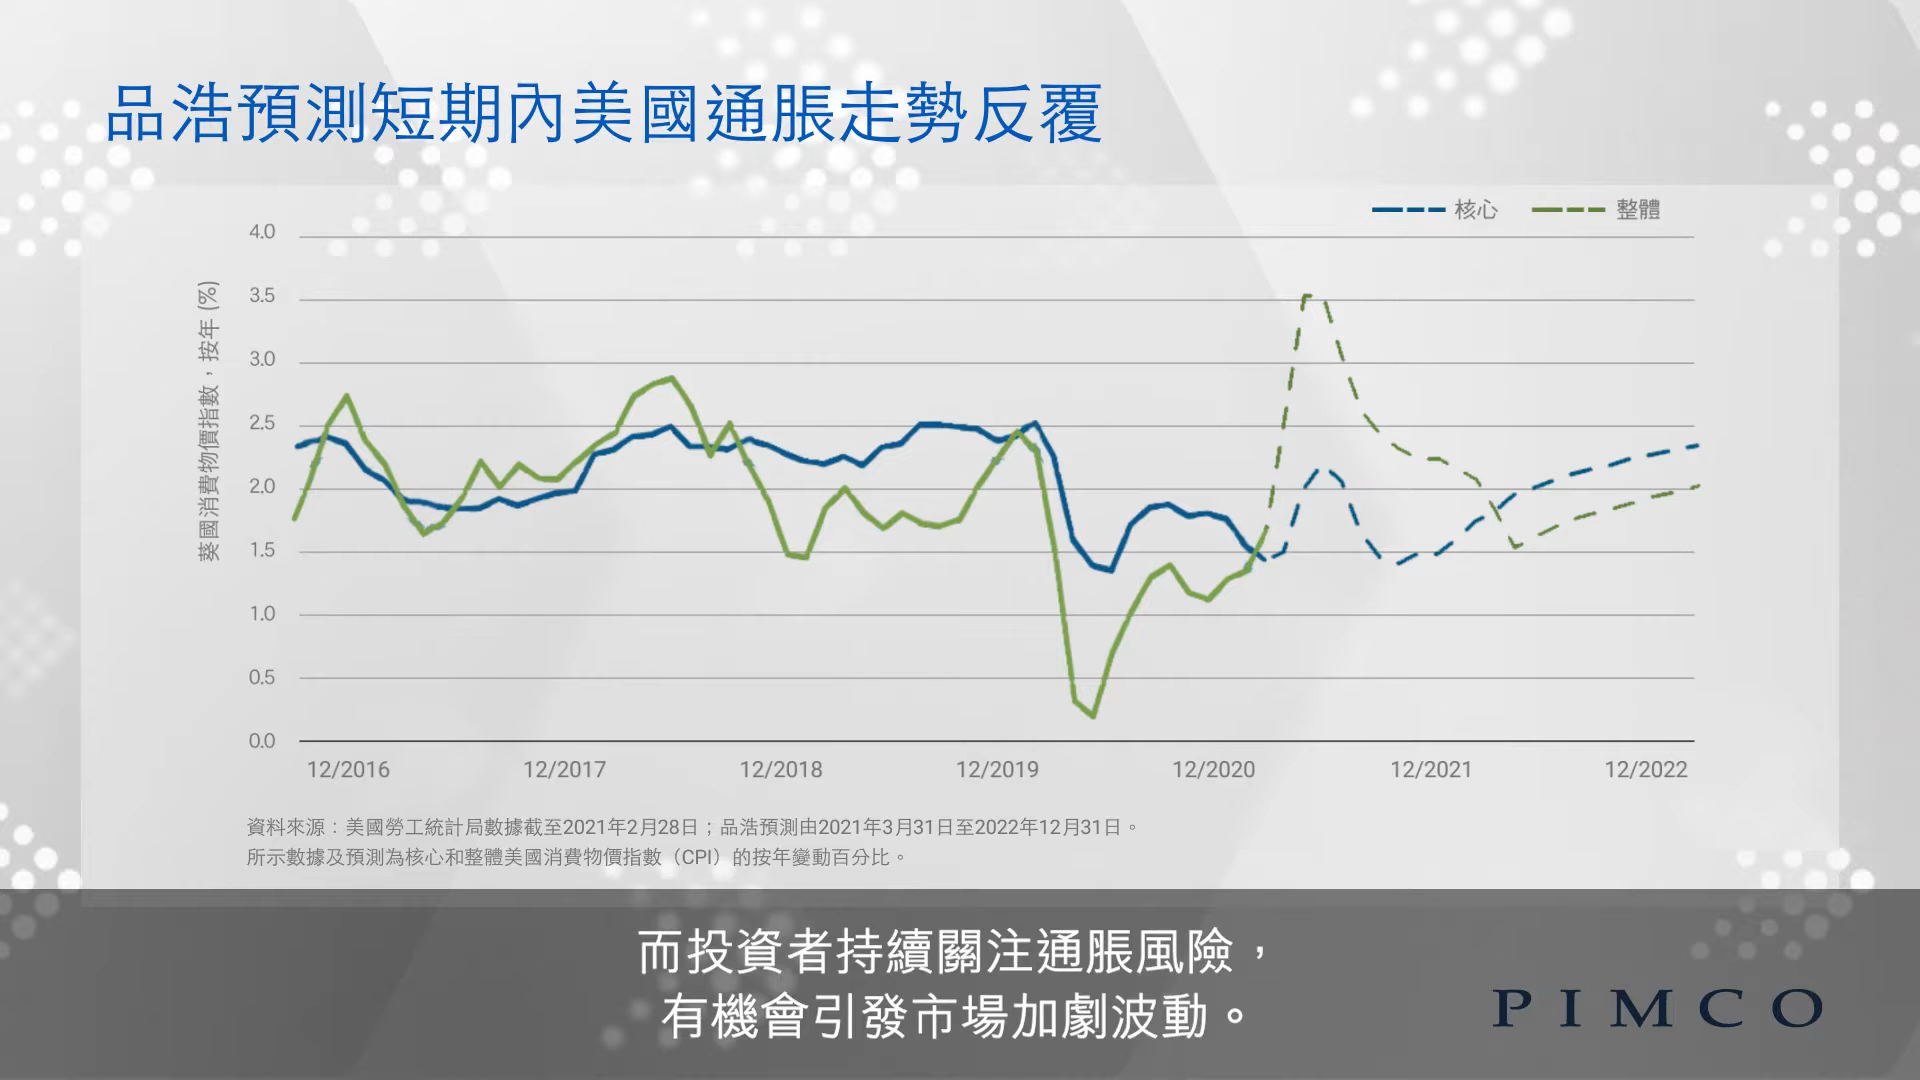 品浩預測短期內美國通脹走勢反覆
核心 整體
葵國消費物價指數，按年 (%)
4.0
3.5
3.0
2.5
2.0
1.5
1.0
0.5
0.0
12/2016 12/2017 12/2018 12/2019 12/2020 12/2021 12/2022
資料來源：美國勞工統計局數據截至2021年2月28日；品浩預測由2021年3月31日至2022年12月31日。
所示數據及預測為核心和整體美國消費物價指數（CPI）的按年變動百分比。
而投資者持續關注通脹風險，
有機會引發市場加劇波動。
PIMCO